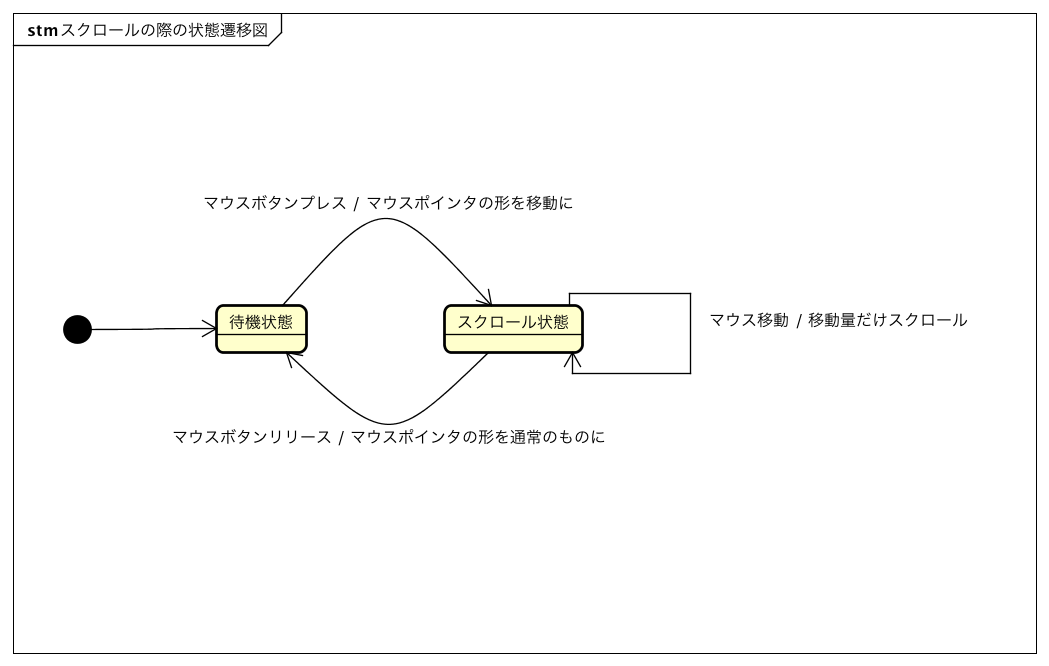 stm スクロールの際の状態遷移図
マウスボタンプレス / マウスポインタの形を移動に
待機状態
スクロール状態
マウス移動 / 移動量だけスクロール
マウスボタンリリース / マウスポインタの形を通常のものに